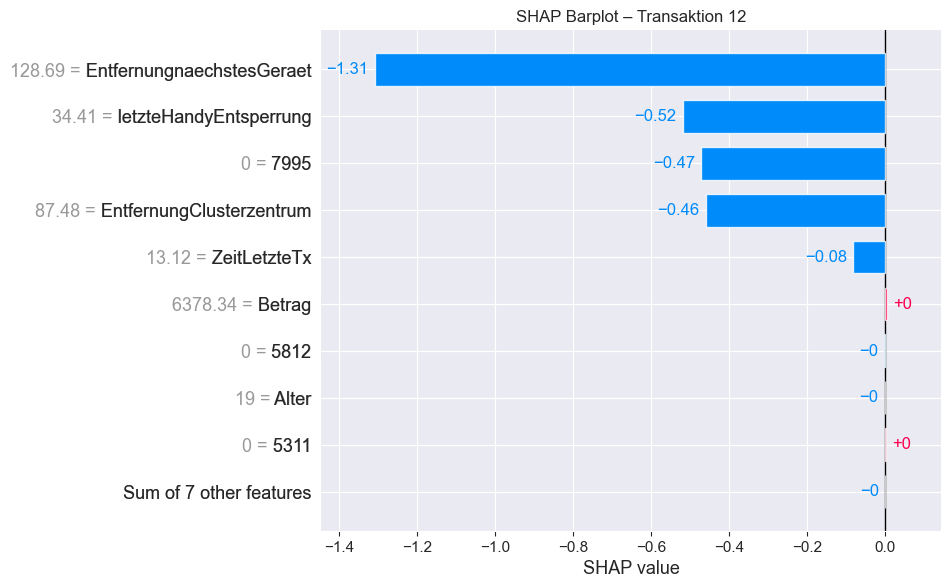 SHAP Barplot – Transaktion 12
128.69 = EntfernungnaechstesGeraet −1.31
34.41 = letzteHandyEntsperrung −0.52
0 = 7995 −0.47
87.48 = EntfernungClusterzentrum −0.46
13.12 = ZeitLetzteTx −0.08
6378.34 = Betrag +0
0 = 5812 −0
19 = Alter −0
0 = 5311 +0
Sum of 7 other features −0
−1.4 −1.2 −1.0 −0.8 −0.6 −0.4 −0.2 0.0
SHAP value